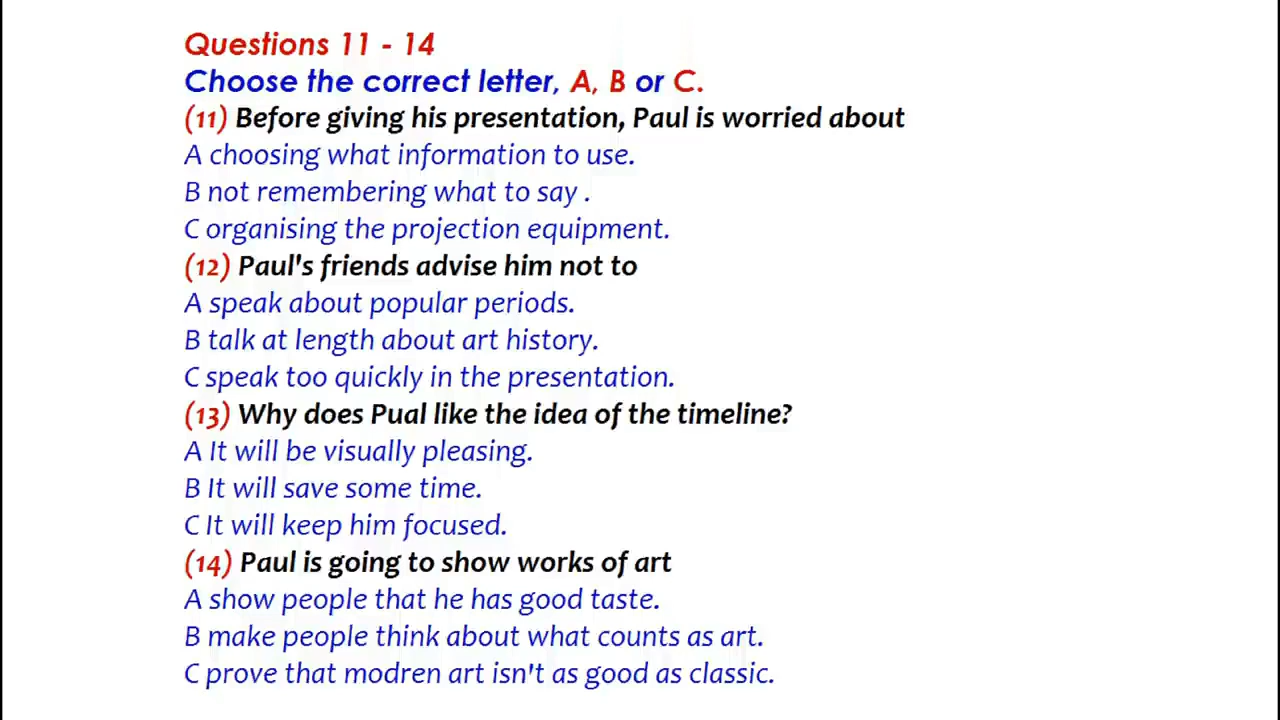 Questions 11 - 14
Choose the correct letter, A, B or C.
(11) Before giving his presentation, Paul is worried about
A choosing what information to use.
B not remembering what to say .
C organising the projection equipment.
(12) Paul's friends advise him not to
A speak about popular periods.
B talk at length about art history.
C speak too quickly in the presentation.
(13) Why does Pual like the idea of the timeline?
A It will be visually pleasing.
B It will save some time.
C It will keep him focused.
(14) Paul is going to show works of art
A show people that he has good taste.
B make people think about what counts as art.
C prove that modren art isn't as good as classic.